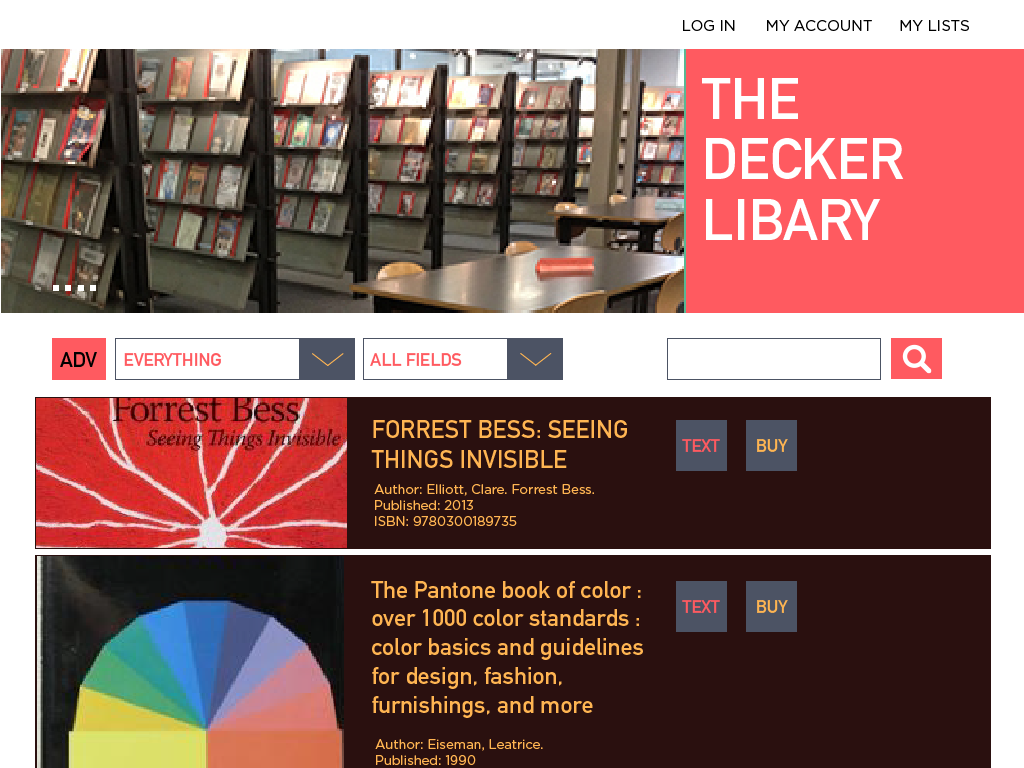 LOG IN MY ACCOUNT MY LISTS
THE
DECKER
LIBARY
ADV EVERYTHING ALL FIELDS
Forrest Bess
Seeing Things Invisible
FORREST BESS: SEEING
THINGS INVISIBLE
TEXT BUY
Author: Elliott, Clare. Forrest Bess.
Published: 2013
ISBN: 9780300189735
The Pantone book of color :
over 1000 color standards :
color basics and guidelines
for design, fashion,
furnishings, and more
TEXT BUY
Author: Eiseman, Leatrice.
Published: 1990